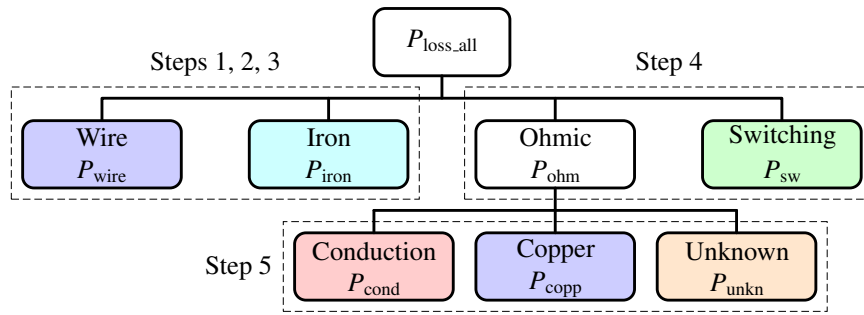 P_loss_all
Steps 1, 2, 3
Step 4
Wire
P_wire
Iron
P_iron
Ohmic
P_ohm
Switching
P_sw
Step 5
Conduction
P_cond
Copper
P_copp
Unknown
P_unkn